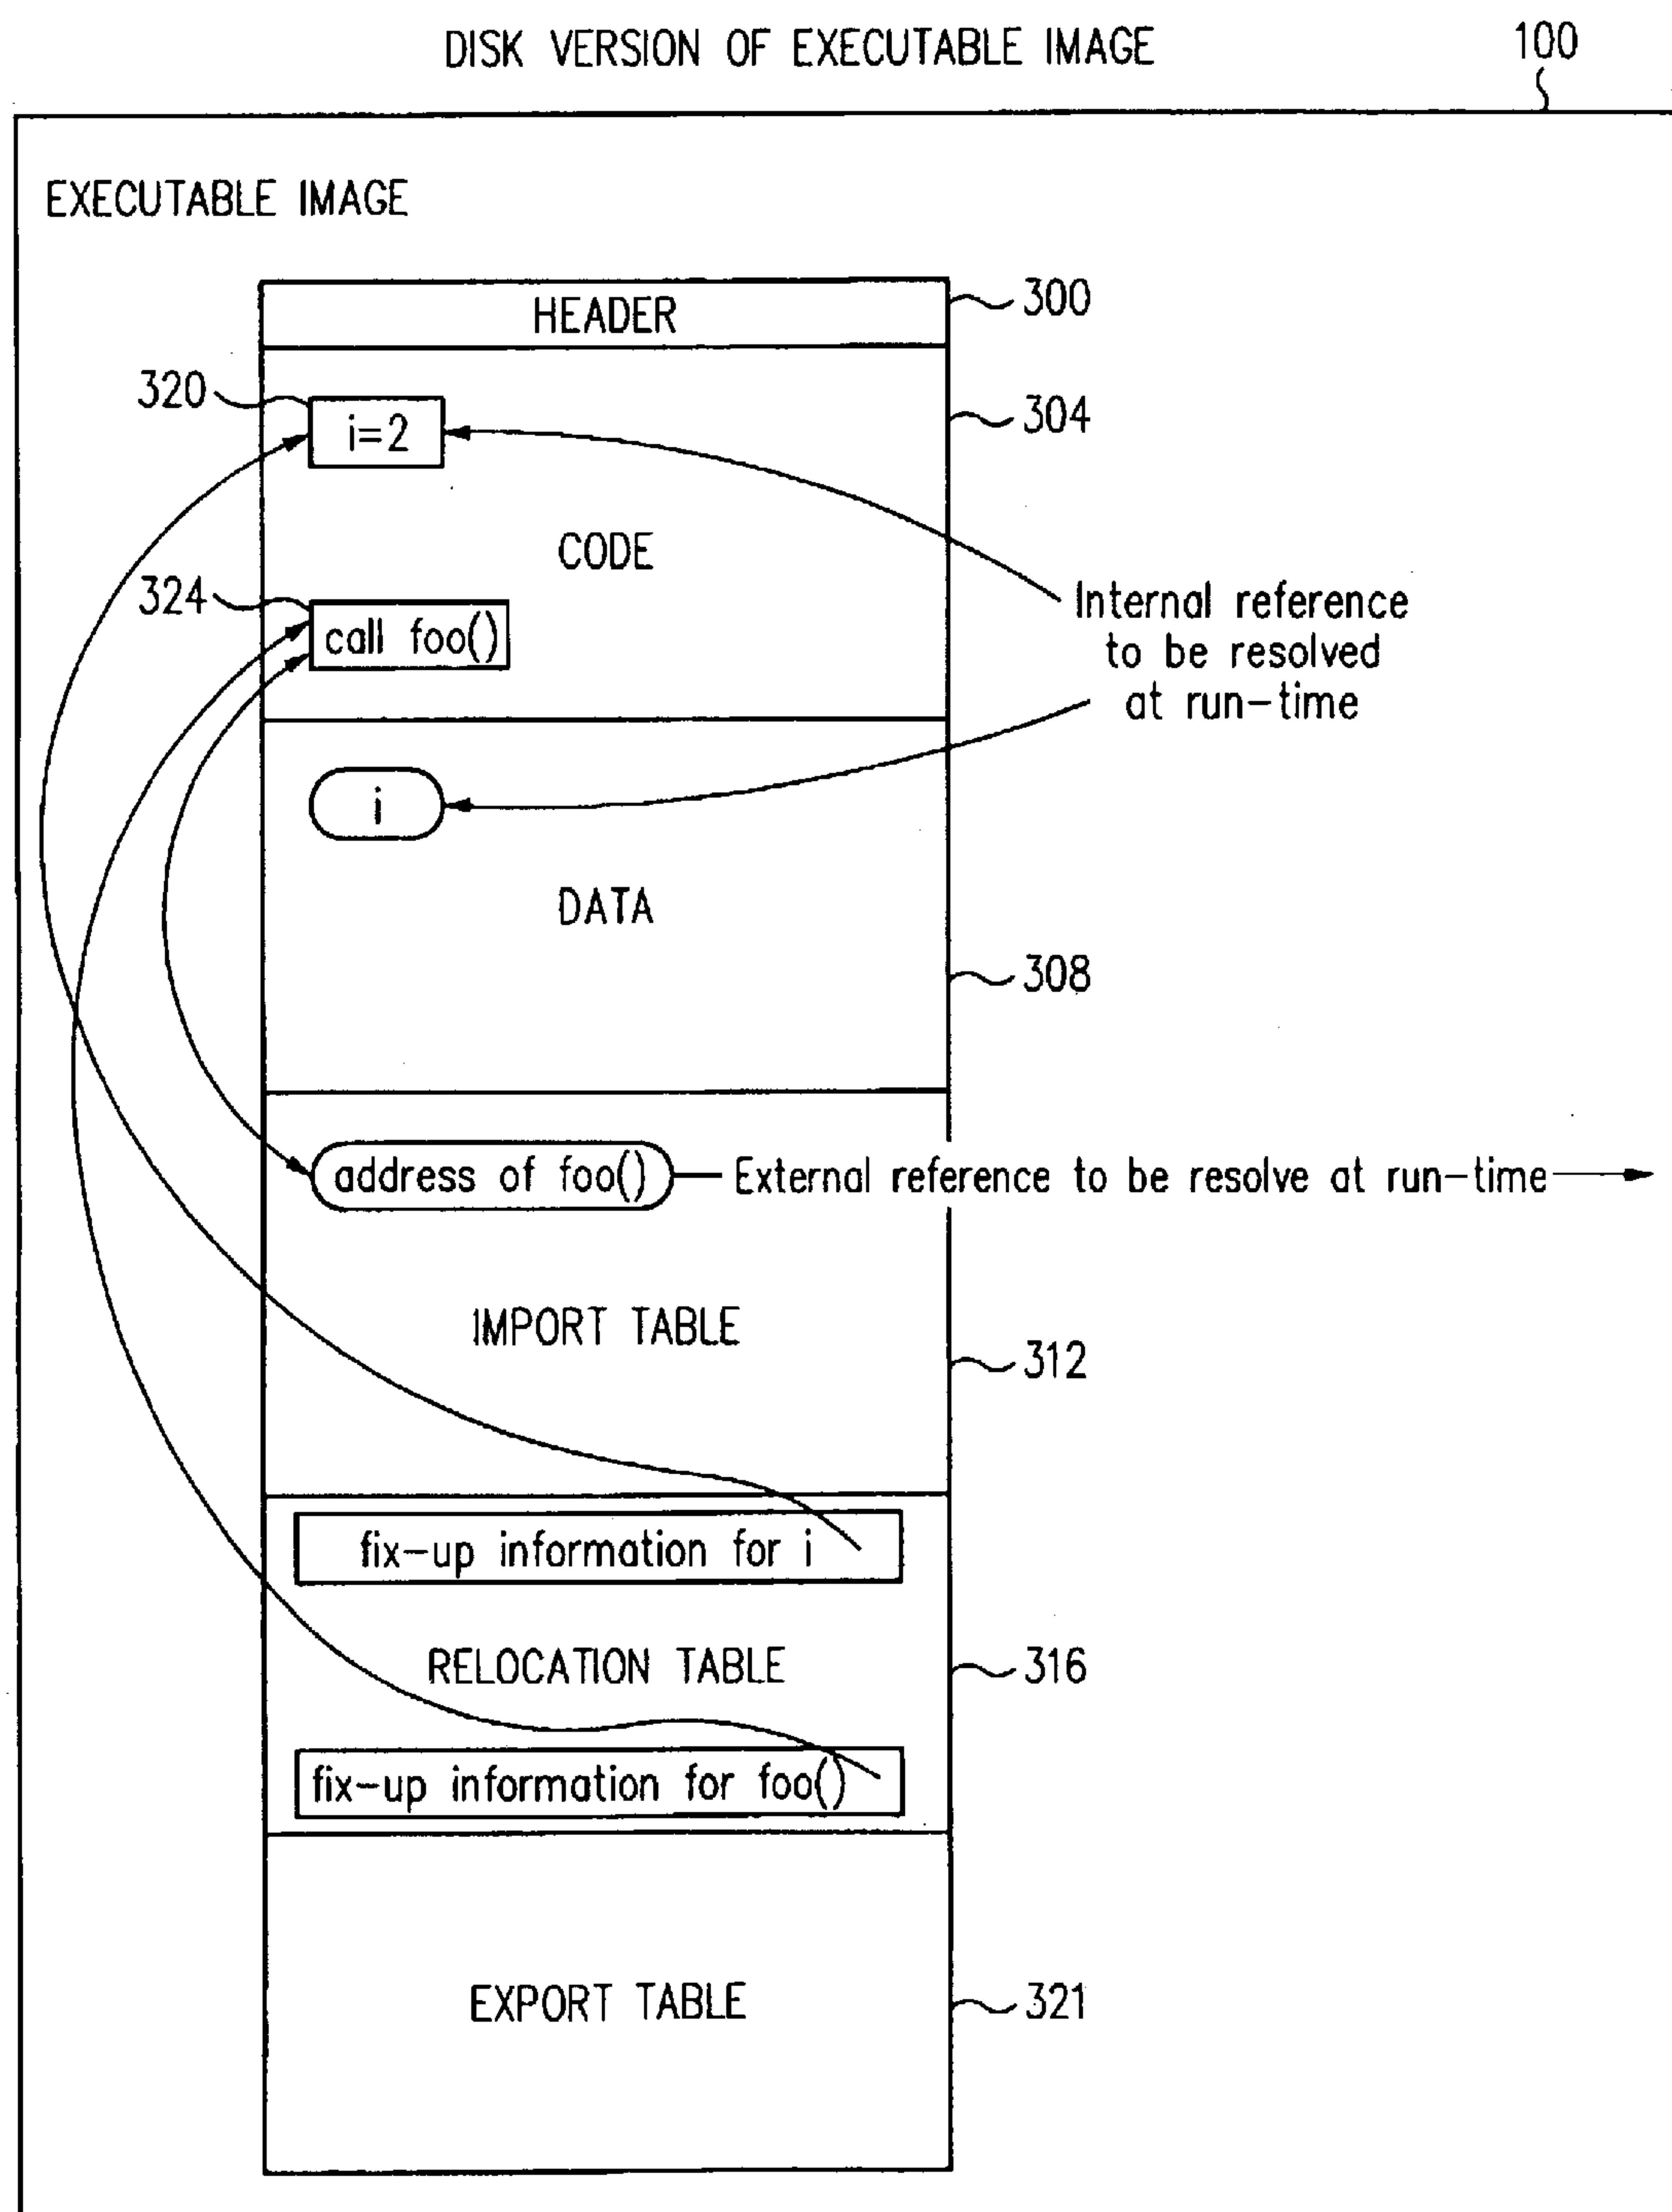 DISK VERSION OF EXECUTABLE IMAGE
100
EXECUTABLE IMAGE
HEADER
300
320
i=2
304
CODE
324
call foo()
Internal reference
to be resolved
at run-time
i
DATA
308
address of foo()
External reference to be resolve at run-time
IMPORT TABLE
312
fix-up information for i
RELOCATION TABLE
316
fix-up information for foo()
EXPORT TABLE
321